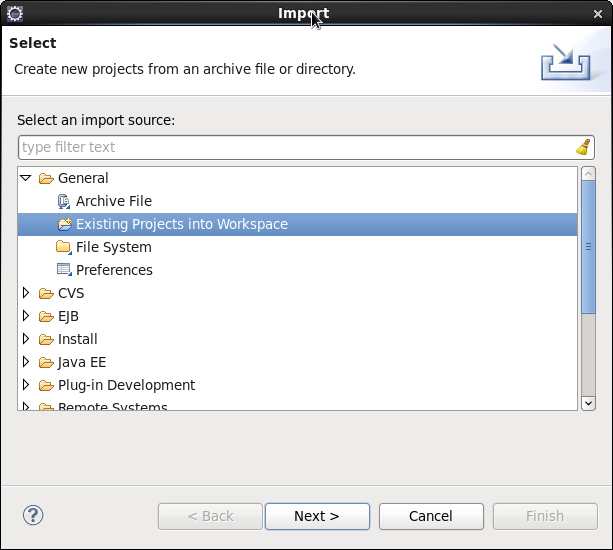 Import
Select
Create new projects from an archive file or directory.
Select an import source:
type filter text
General
Archive File
Existing Projects into Workspace
File System
Preferences
CVS
EJB
Install
Java EE
Plug-in Development
Remote Systems
?
< Back
Next >
Cancel
Finish